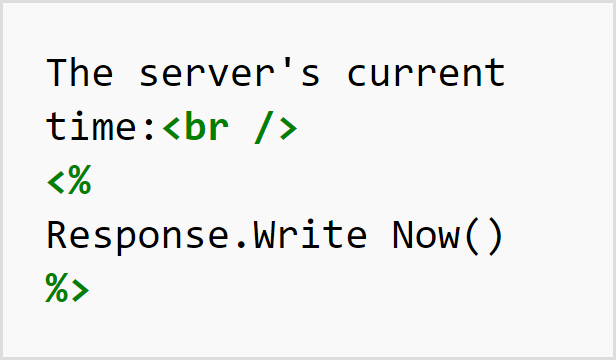 The server's current
time:<br />
<%
Response.Write Now()
%>